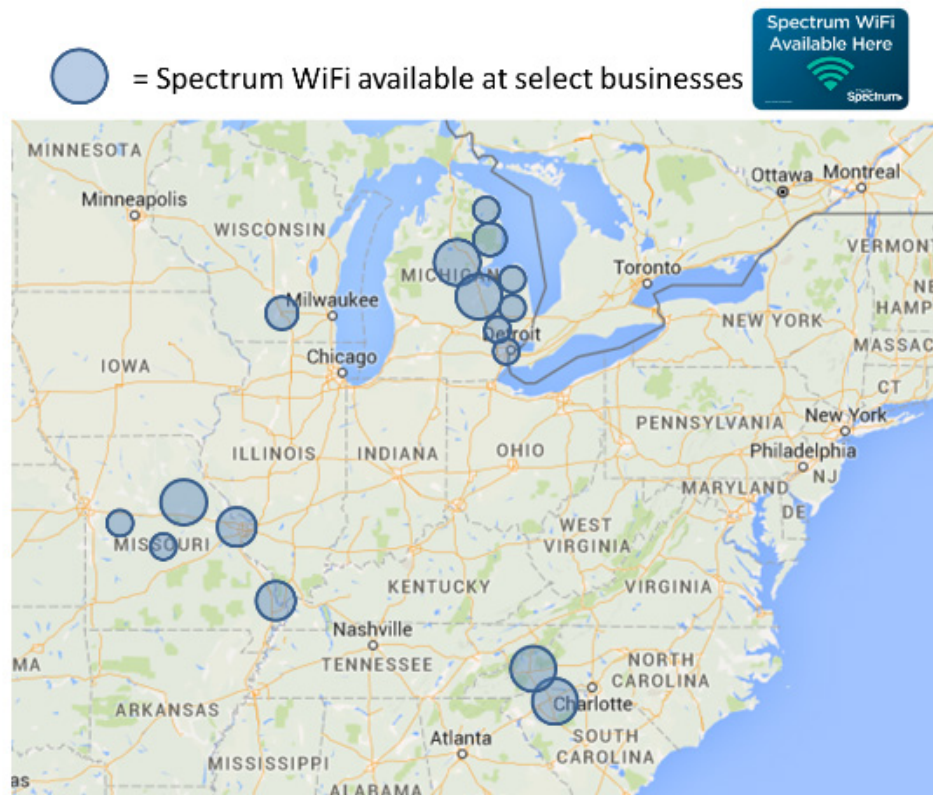 Spectrum WiFi
Available Here
Spectrum
= Spectrum WiFi available at select businesses
MINNESOTA
Minneapolis
WISCONSIN
Ottawa
Montreal
VERMONT
MICHIGAN
Toronto
NE
HAMP
Milwaukee
NEW YORK
Detroit
MASSAC
Chicago
IOWA
CT
PENNSYLVANIA
New York
ILLINOIS
INDIANA
OHIO
Philadelphia
NJ
MARYLAND
DE
WEST
VIRGINIA
MISSOURI
KENTUCKY
VIRGINIA
Nashville
TENNESSEE
NORTH
CAROLINA
MA
ARKANSAS
Charlotte
Atlanta
SOUTH
CAROLINA
MISSISSIPPI
as
ALABAMA